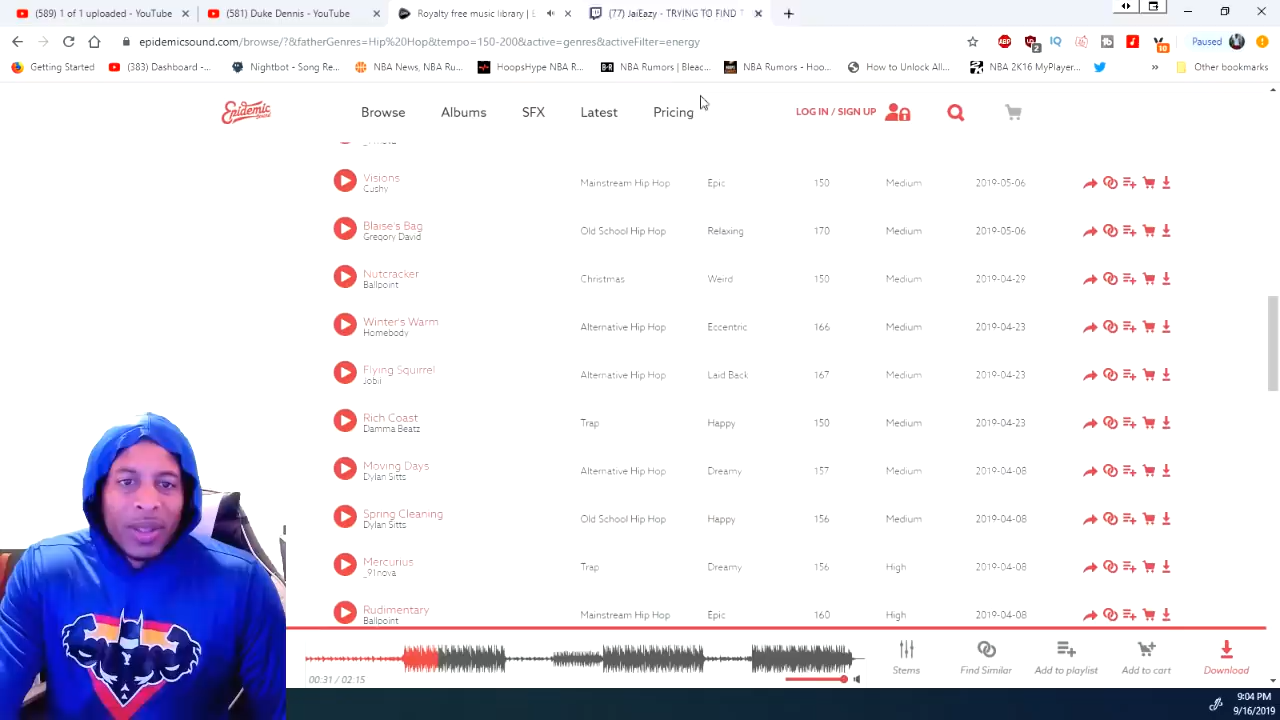 (589) 1 of 1 uploaded - YouTube
(581) Dennis - YouTube
Royalty free music library | E
(77) JaiEazy - TRYING TO FIND T
epidemicsound.com/browse/?&fatherGenres=Hip%20Hop&tempo=150-200&active=genres&activeFilter=energy
ABP
2
IQ
10
Paused
Getting Started
(383) Dashboard -...
Nightbot - Song Re...
NBA News, NBA Ru...
HoopsHype NBA R...
B/R
NBA Rumors | Bleac...
NBA Rumors - Hoo...
How to Unlock All...
NBA 2K16 MyPlayer...
»
Other bookmarks
Epidemic Sound
Browse
Albums
SFX
Latest
Pricing
LOG IN / SIGN UP
Visions
Cushy
Mainstream Hip Hop
Epic
150
Medium
2019-05-06
Blaise's Bag
Gregory David
Old School Hip Hop
Relaxing
170
Medium
2019-05-06
Nutcracker
Ballpoint
Christmas
Weird
150
Medium
2019-04-29
Winter's Warm
Homebody
Alternative Hip Hop
Eccentric
166
Medium
2019-04-23
Flying Squirrel
Jobii
Alternative Hip Hop
Laid Back
167
Medium
2019-04-23
Rich Coast
Damma Beatz
Trap
Happy
150
Medium
2019-04-23
Moving Days
Dylan Sitts
Alternative Hip Hop
Dreamy
157
Medium
2019-04-08
Spring Cleaning
Dylan Sitts
Old School Hip Hop
Happy
156
Medium
2019-04-08
Mercurius
_91nova
Trap
Dreamy
156
High
2019-04-08
Rudimentary
Ballpoint
Mainstream Hip Hop
Epic
160
High
2019-04-08
00:31 / 02:15
Stems
Find Similar
Add to playlist
Add to cart
Download
9:04 PM
9/16/2019